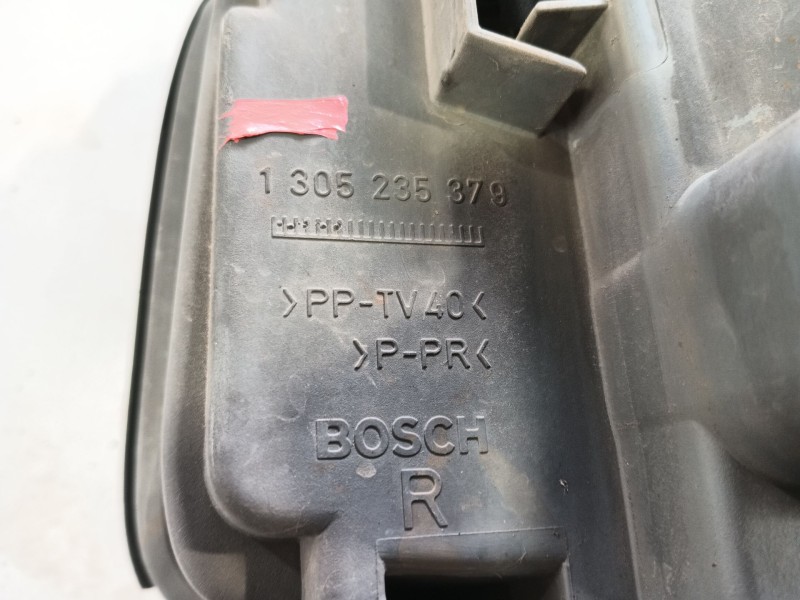 1 305 235 379
>PP-TV40<
>P-PR<
BOSCH
R